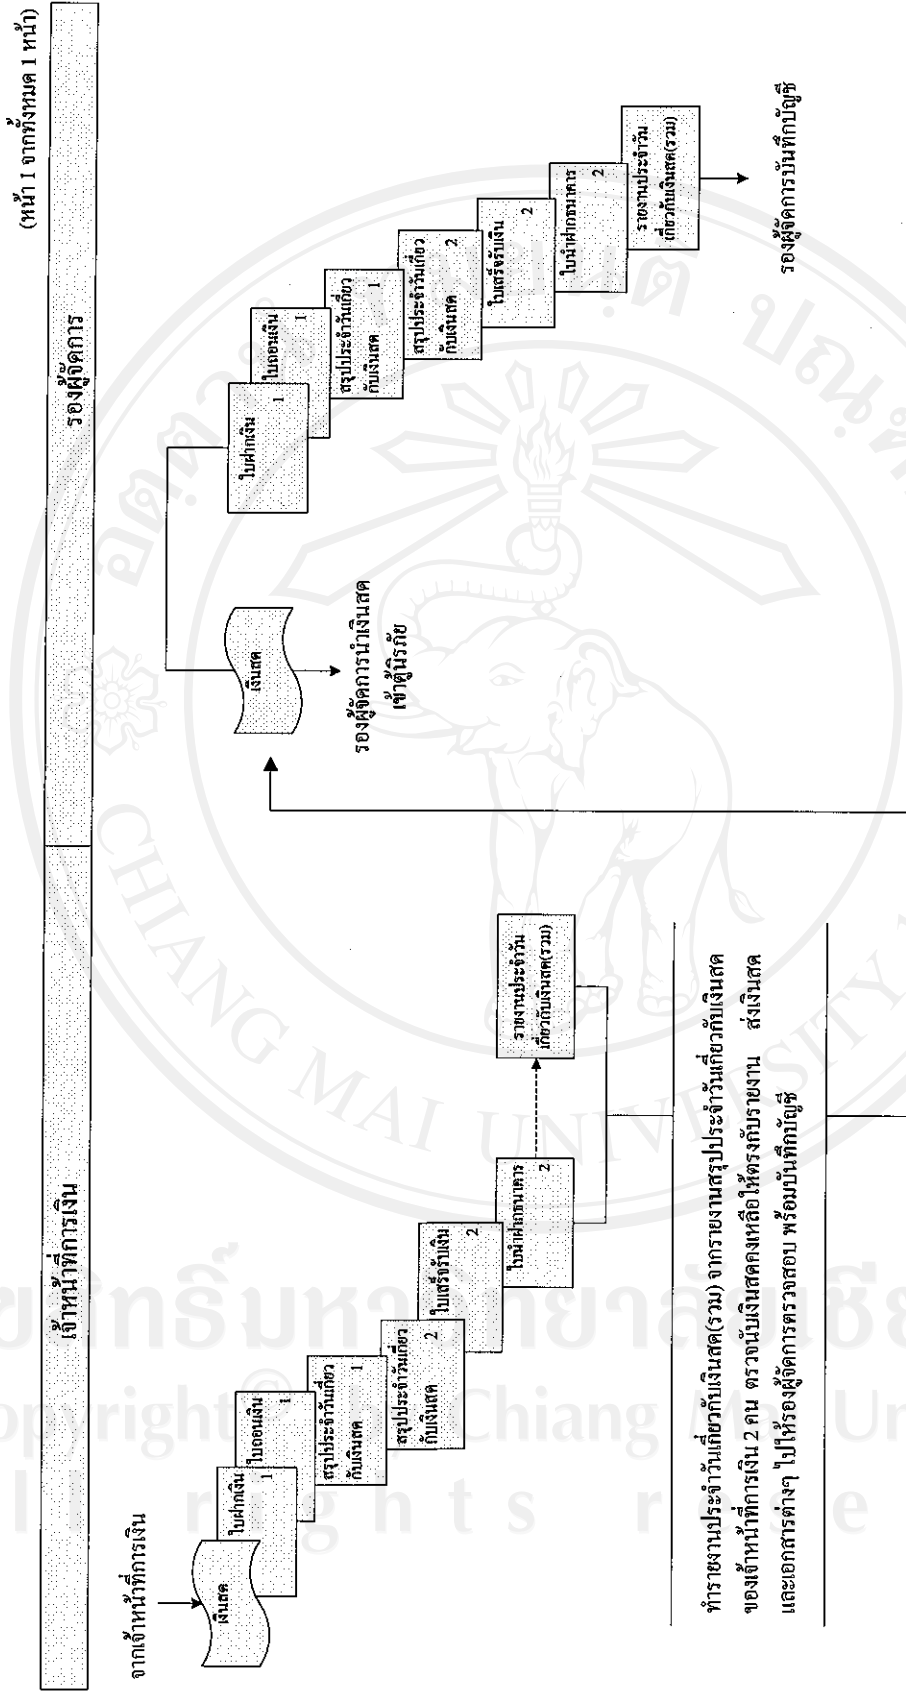 (หน้า 1 จากทั้งหมด 1 หน้า)
เจ้าหน้าที่การเงิน
รองผู้จัดการ
จากเจ้าหน้าที่การเงิน
เงินสด
ใบฝากเงิน
1
ใบถอนเงิน
1
สรุปประจำวันเกี่ยว
กับเงินสด 1
สรุปประจำวันเกี่ยว
กับเงินสด 2
ใบเสร็จรับเงิน
2
ใบนำฝากธนาคาร
2
รายงานประจำวัน
เกี่ยวกับเงินสด(รวม)
ทำรายงานประจำวันเกี่ยวกับเงินสด(รวม) จากรายงานสรุปประจำวันเกี่ยวกับเงินสด
ของเจ้าหน้าที่การเงิน 2 คน ตรวจนับเงินสดคงเหลือให้ตรงกับรายงาน ส่งเงินสด
และเอกสารต่างๆ ไปให้รองผู้จัดการตรวจสอบ พร้อมบันทึกบัญชี
เงินสด
รองผู้จัดการนำเงินสด
เข้าตู้นิรภัย
ใบฝากเงิน
1
ใบถอนเงิน
1
สรุปประจำวันเกี่ยว
กับเงินสด 1
สรุปประจำวันเกี่ยว
กับเงินสด 2
ใบเสร็จรับเงิน
2
ใบนำฝากธนาคาร
2
รายงานประจำวัน
เกี่ยวกับเงินสด(รวม)
รองผู้จัดการบันทึกบัญชี
CHIANG MAI UNIVERSITY
Copyright © by Chiang Mai Un
All rights re e